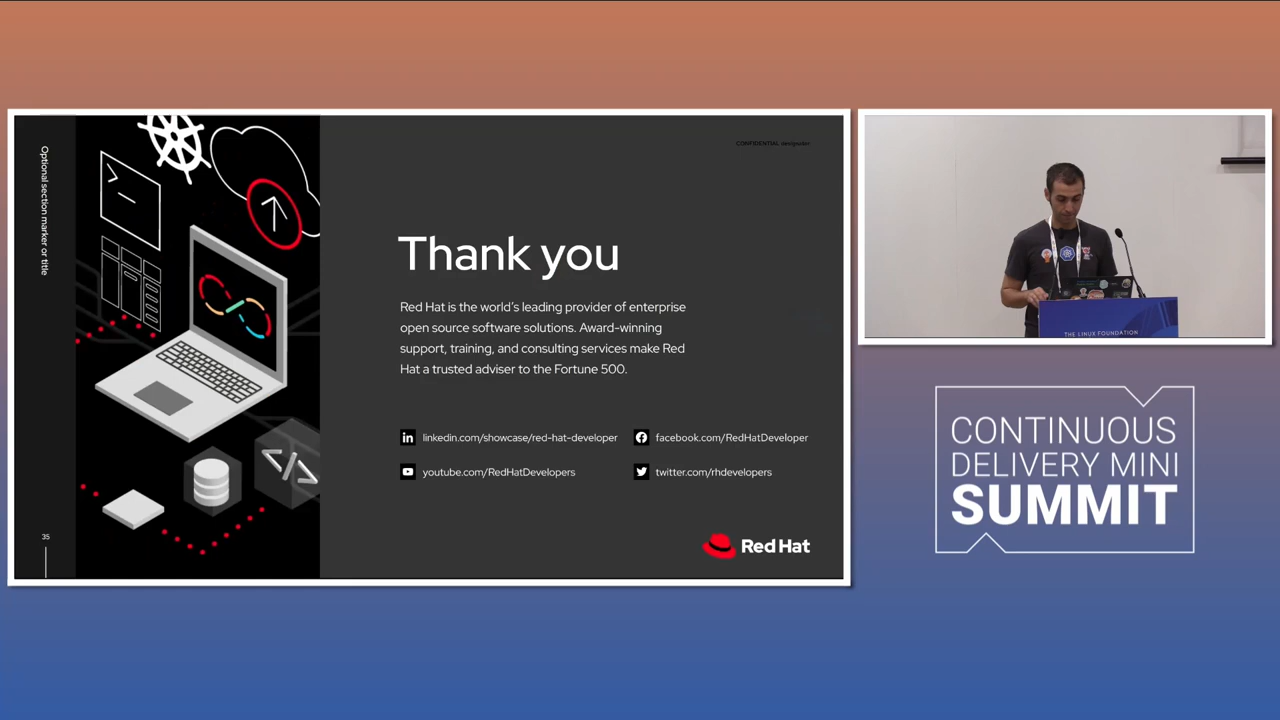 Optional section marker or title
CONFIDENTIAL designator
Thank you
Red Hat is the world's leading provider of enterprise
open source software solutions. Award-winning
support, training, and consulting services make Red
Hat a trusted adviser to the Fortune 500.
linkedin.com/showcase/red-hat-developer
facebook.com/RedHatDeveloper
youtube.com/RedHatDevelopers
twitter.com/rhdevelopers
35
Red Hat
THE LINUX FOUNDATION
CONTINUOUS
DELIVERY MINI
SUMMIT